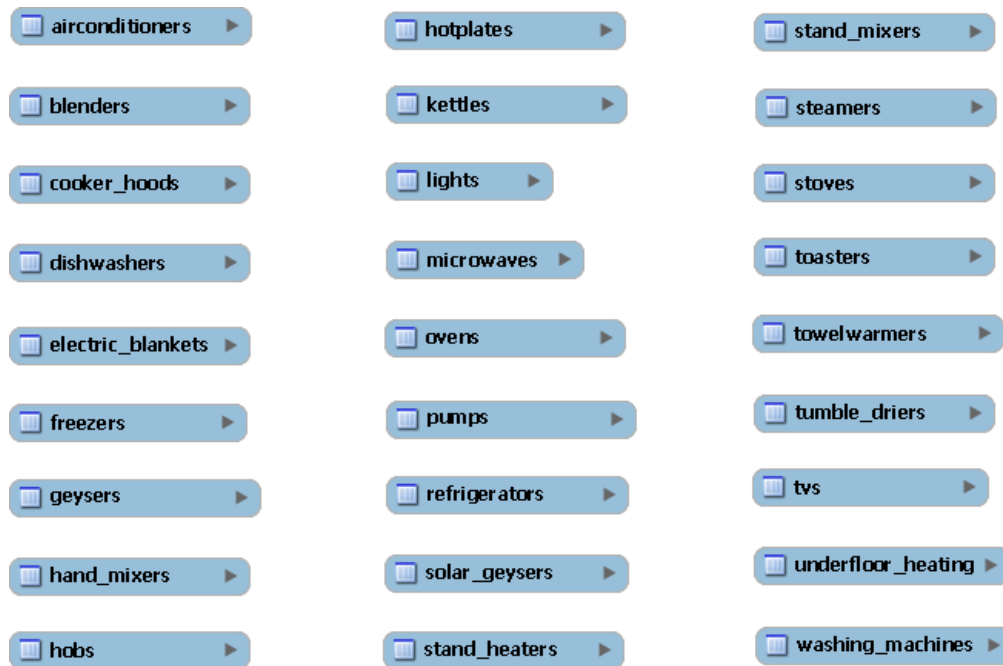 airconditioners
blenders
cooker_hoods
dishwashers
electric_blankets
freezers
geysers
hand_mixers
hobs
hotplates
kettles
lights
microwaves
ovens
pumps
refrigerators
solar_geysers
stand_heaters
stand_mixers
steamers
stoves
toasters
towelwarmers
tumble_driers
tvs
underfloor_heating
washing_machines